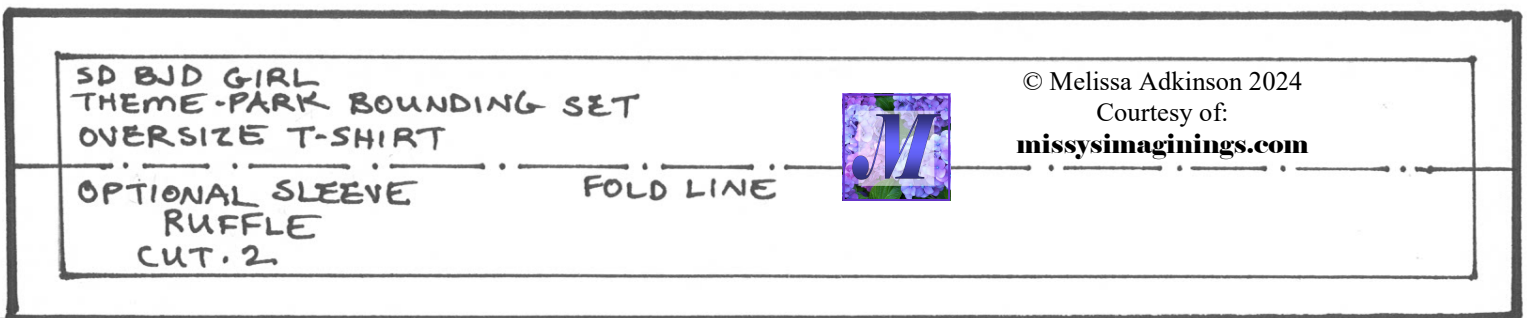 SD BJD GIRL
THEME-PARK BOUNDING SET
OVERSIZE T-SHIRT
OPTIONAL SLEEVE
RUFFLE
CUT. 2
FOLD LINE
M
© Melissa Adkinson 2024
Courtesy of:
missysimaginings.com